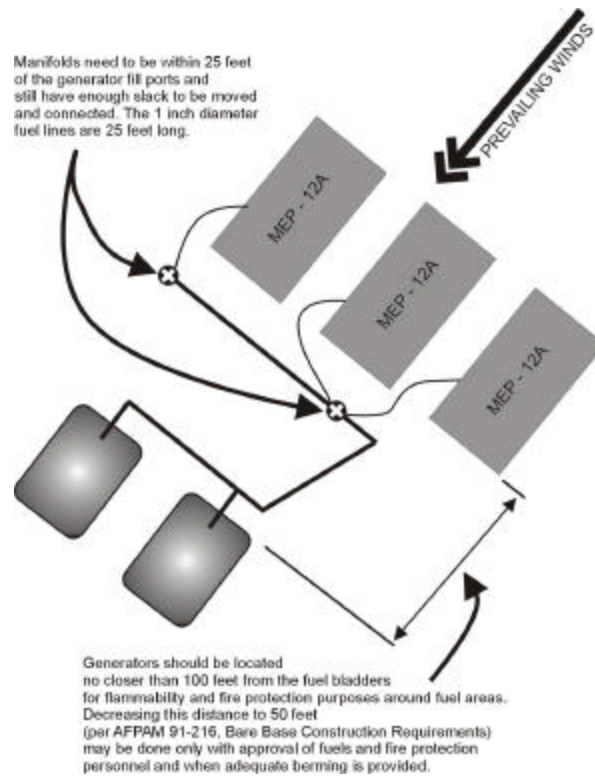 Manifolds need to be within 25 feet
of the generator fill ports and
still have enough slack to be moved
and connected. The 1 inch diameter
fuel lines are 25 feet long.
PREVAILING WINDS
MEP - 12A
MEP - 12A
MEP - 12A
Generators should be located
no closer than 100 feet from the fuel bladders
for flammability and fire protection purposes around fuel areas.
Decreasing this distance to 50 feet
(per AFPAM 91-216, Bare Base Construction Requirements)
may be done only with approval of fuels and fire protection
personnel and when adequate berming is provided.